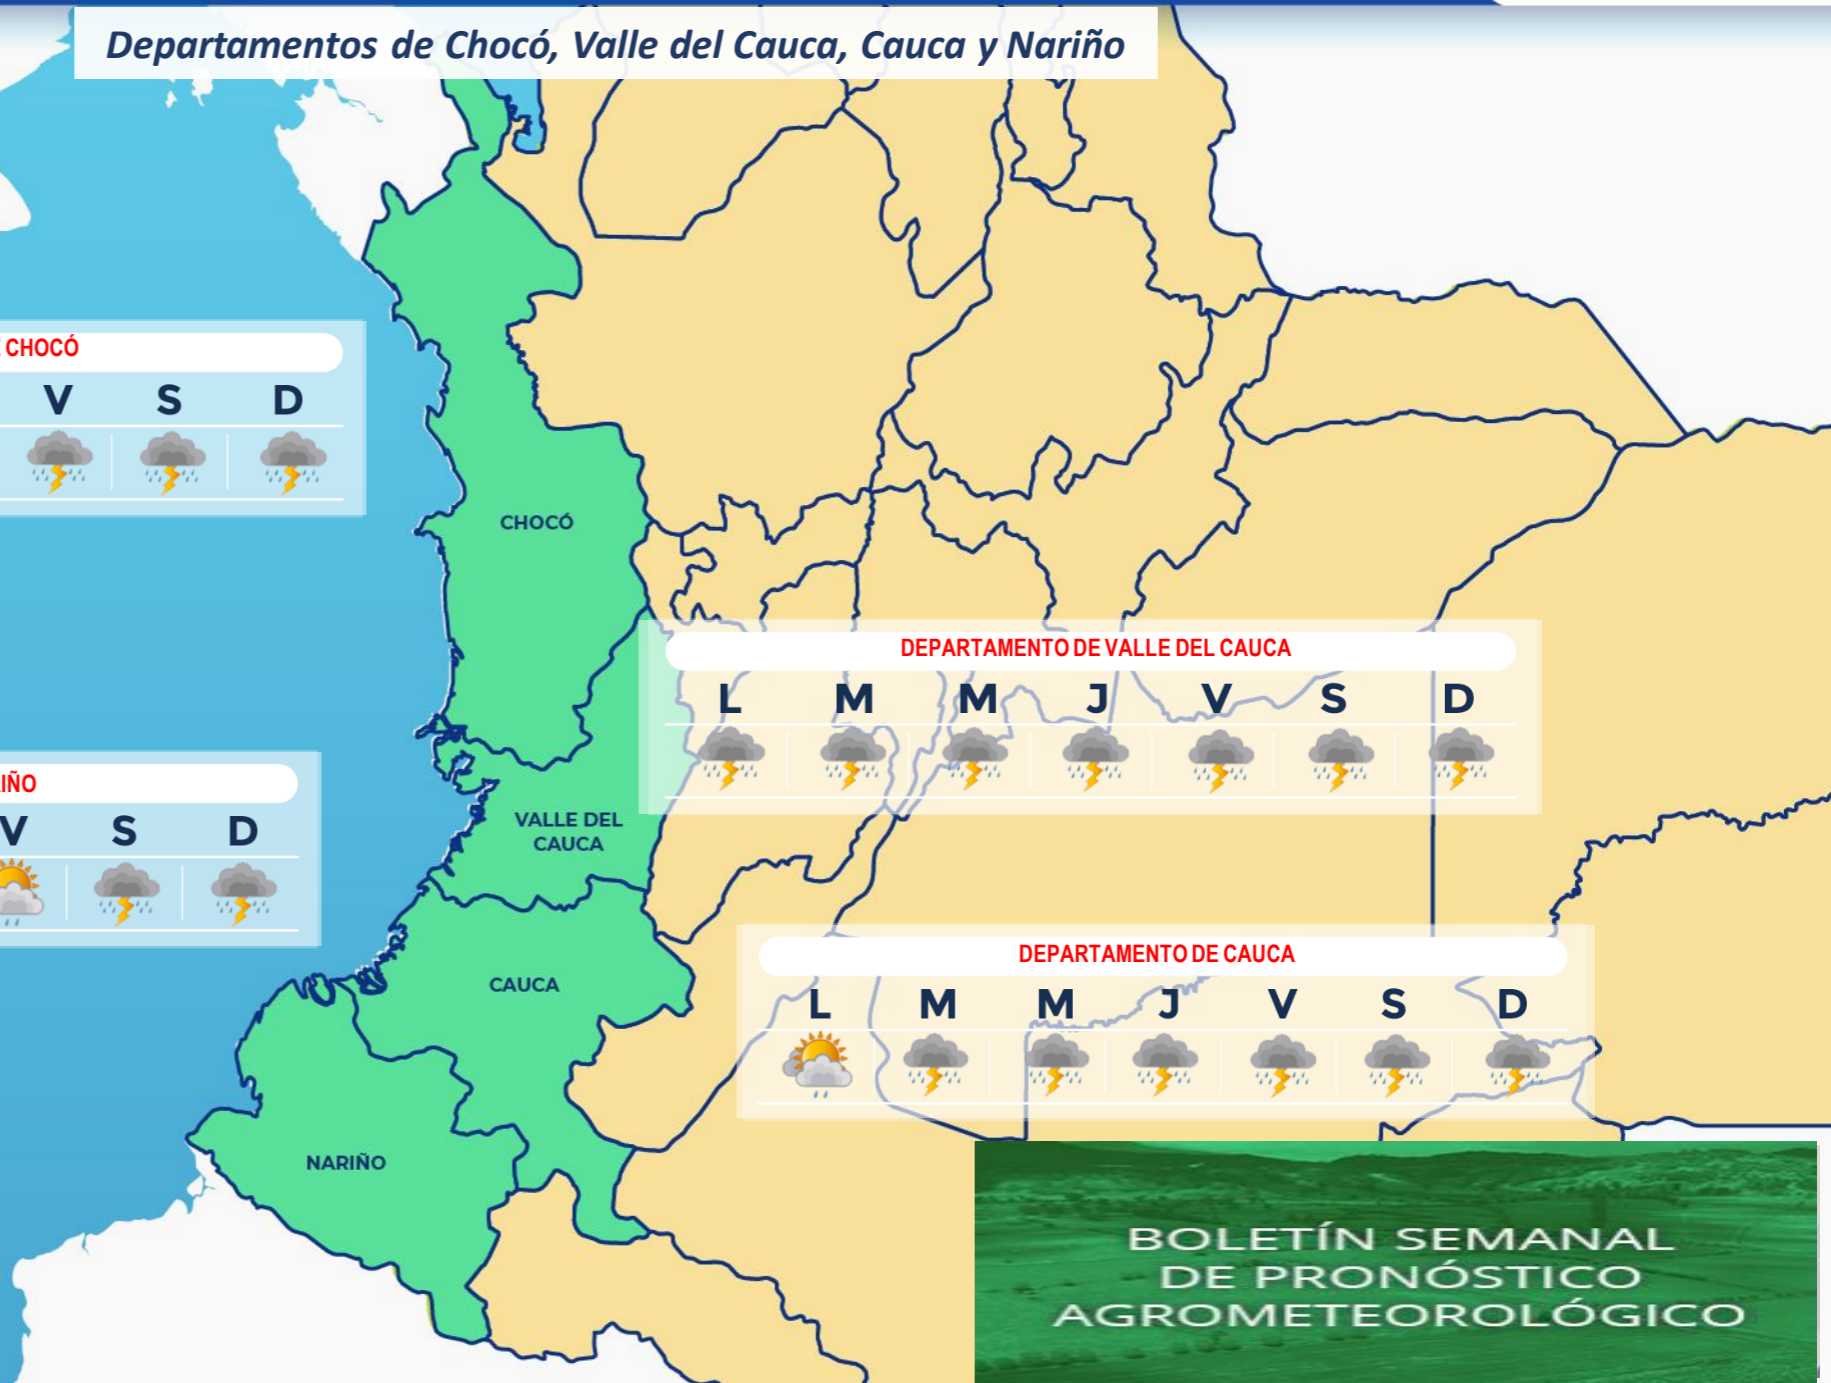 Departamentos de Chocó, Valle del Cauca, Cauca y Nariño
CHOCÓ
V S D
CHOCÓ
DEPARTAMENTO DE VALLE DEL CAUCA
L M M J V S D
IÑO
V S D
VALLE DEL
CAUCA
DEPARTAMENTO DE CAUCA
L M M J V S D
CAUCA
NARIÑO
BOLETÍN SEMANAL
DE PRONÓSTICO
AGROMETEOROLÓGICO